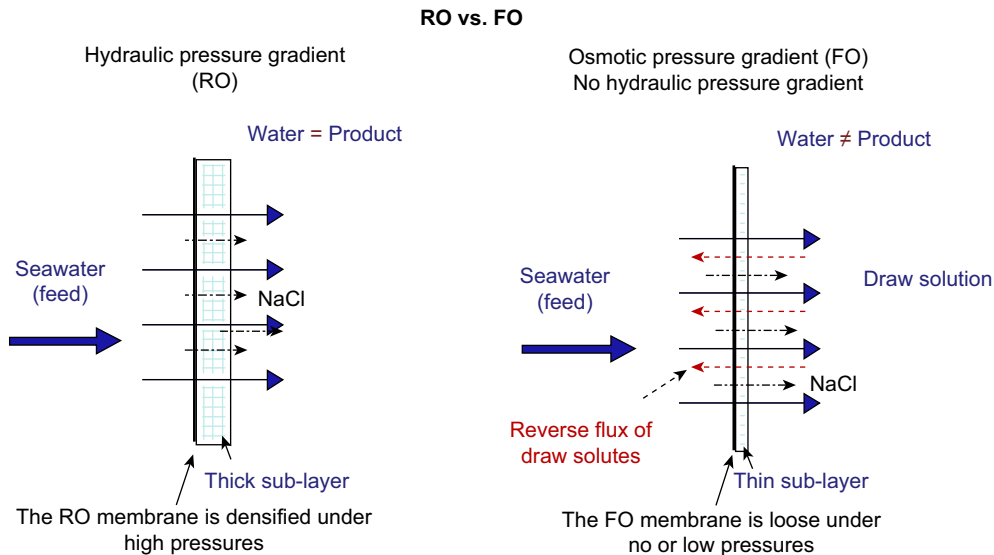 RO vs. FO
Hydraulic pressure gradient
(RO)
Water = Product
Seawater
(feed)
NaCl
Thick sub-layer
The RO membrane is densified under
high pressures
Osmotic pressure gradient (FO)
No hydraulic pressure gradient
Water ≠ Product
Seawater
(feed)
Draw solution
NaCl
Reverse flux of
draw solutes
Thin sub-layer
The FO membrane is loose under
no or low pressures